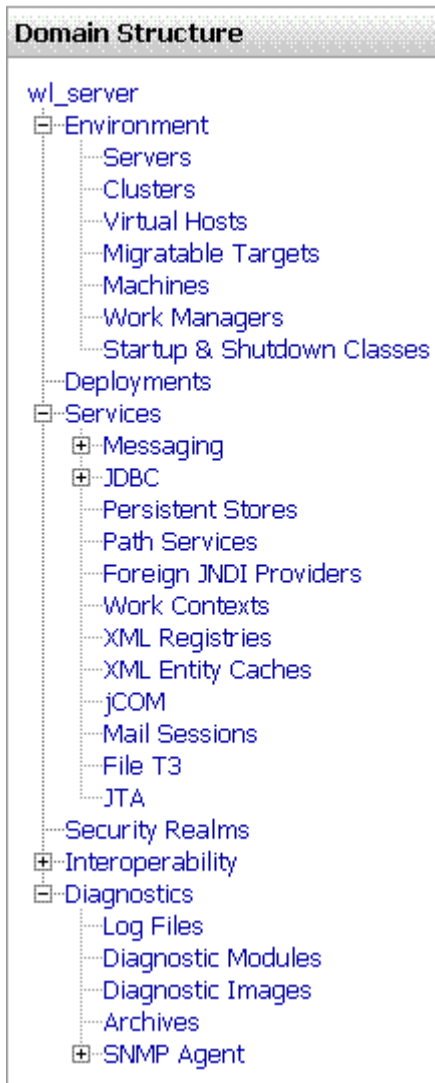 Domain Structure
wl_server
Environment
Servers
Clusters
Virtual Hosts
Migratable Targets
Machines
Work Managers
Startup & Shutdown Classes
Deployments
Services
Messaging
JDBC
Persistent Stores
Path Services
Foreign JNDI Providers
Work Contexts
XML Registries
XML Entity Caches
jCOM
Mail Sessions
File T3
JTA
Security Realms
Interoperability
Diagnostics
Log Files
Diagnostic Modules
Diagnostic Images
Archives
SNMP Agent